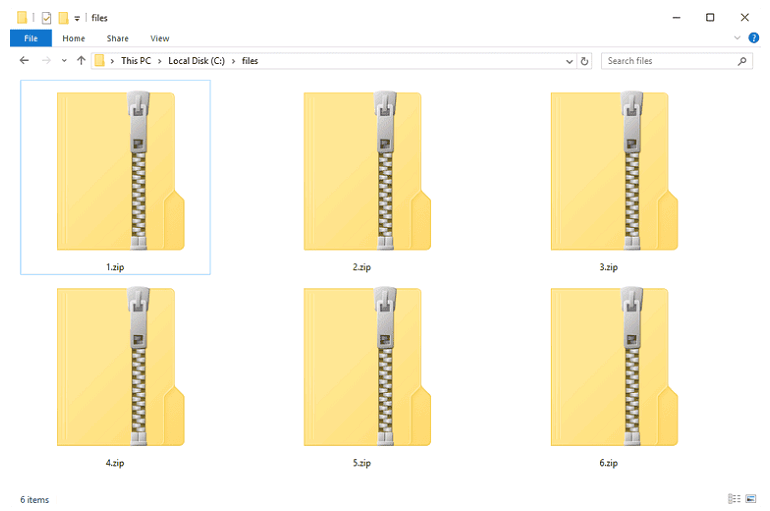 files
File Home Share View
This PC Local Disk (C:) files Search files
1.zip 2.zip 3.zip
4.zip 5.zip 6.zip
6 items